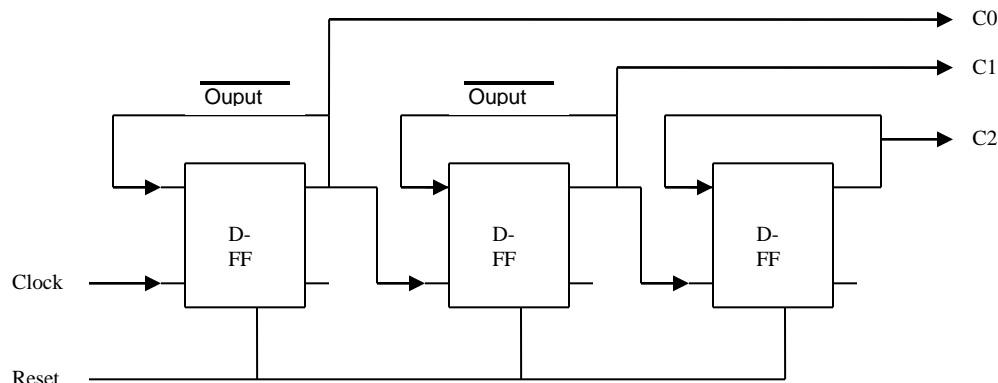 C0
C1
Ouput
Ouput
C2
D-
FF
D-
FF
D-
FF
Clock
Reset